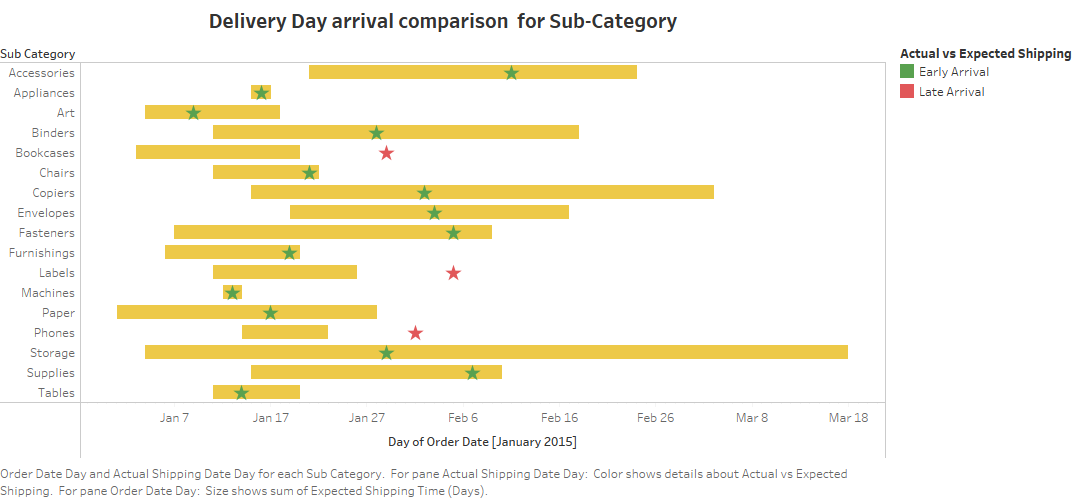 Delivery Day arrival comparison  for Sub-Category
Sub Category
Accessories
Appliances
Art
Binders
Bookcases
Chairs
Copiers
Envelopes
Fasteners
Furnishings
Labels
Machines
Paper
Phones
Storage
Supplies
Tables
Jan 7 Jan 17 Jan 27 Feb 6 Feb 16 Feb 26 Mar 8 Mar 18
Day of Order Date [January 2015]
Actual vs Expected Shipping
Early Arrival
Late Arrival
Order Date Day and Actual Shipping Date Day for each Sub Category.  For pane Actual Shipping Date Day:  Color shows details about Actual vs Expected
Shipping.  For pane Order Date Day:  Size shows sum of Expected Shipping Time (Days).